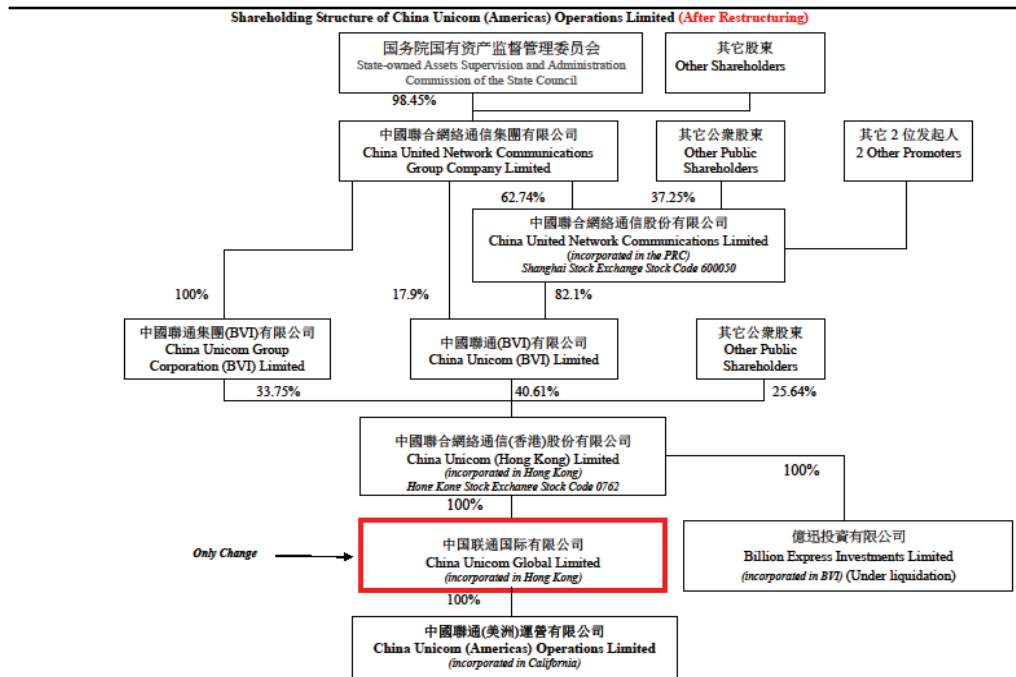 Shareholding Structure of China Unicom (Americas) Operations Limited (After Restructuring)
国务院国有资产监督管理委员会
State-owned Assets Supervision and Administration
Commission of the State Council
其它股東
Other Shareholders
98.45%
中國聯合網絡通信集團有限公司
China United Network Communications
Group Company Limited
其它公衆股東
Other Public
Shareholders
其它 2 位发起人
2 Other Promoters
62.74%
37.25%
中國聯合網絡通信股份有限公司
China United Network Communications Limited
(incorporated in the PRC)
Shanghai Stock Exchange Stock Code 600050
100%
17.9%
82.1%
中國聯通集團(BVI)有限公司
China Unicom Group
Corporation (BVI) Limited
中國聯通(BVI)有限公司
China Unicom (BVI) Limited
其它公衆股東
Other Public
Shareholders
33.75%
40.61%
25.64%
中國聯合網絡通信(香港)股份有限公司
China Unicom (Hong Kong) Limited
(incorporated in Hong Kong)
Hong Kong Stock Exchange Stock Code 0762
100%
100%
Only Change
中国联通国际有限公司
China Unicom Global Limited
(incorporated in Hong Kong)
億迅投資有限公司
Billion Express Investments Limited
(incorporated in BVI) (Under liquidation)
100%
中國聯通(美洲)運營有限公司
China Unicom (Americas) Operations Limited
(incorporated in California)